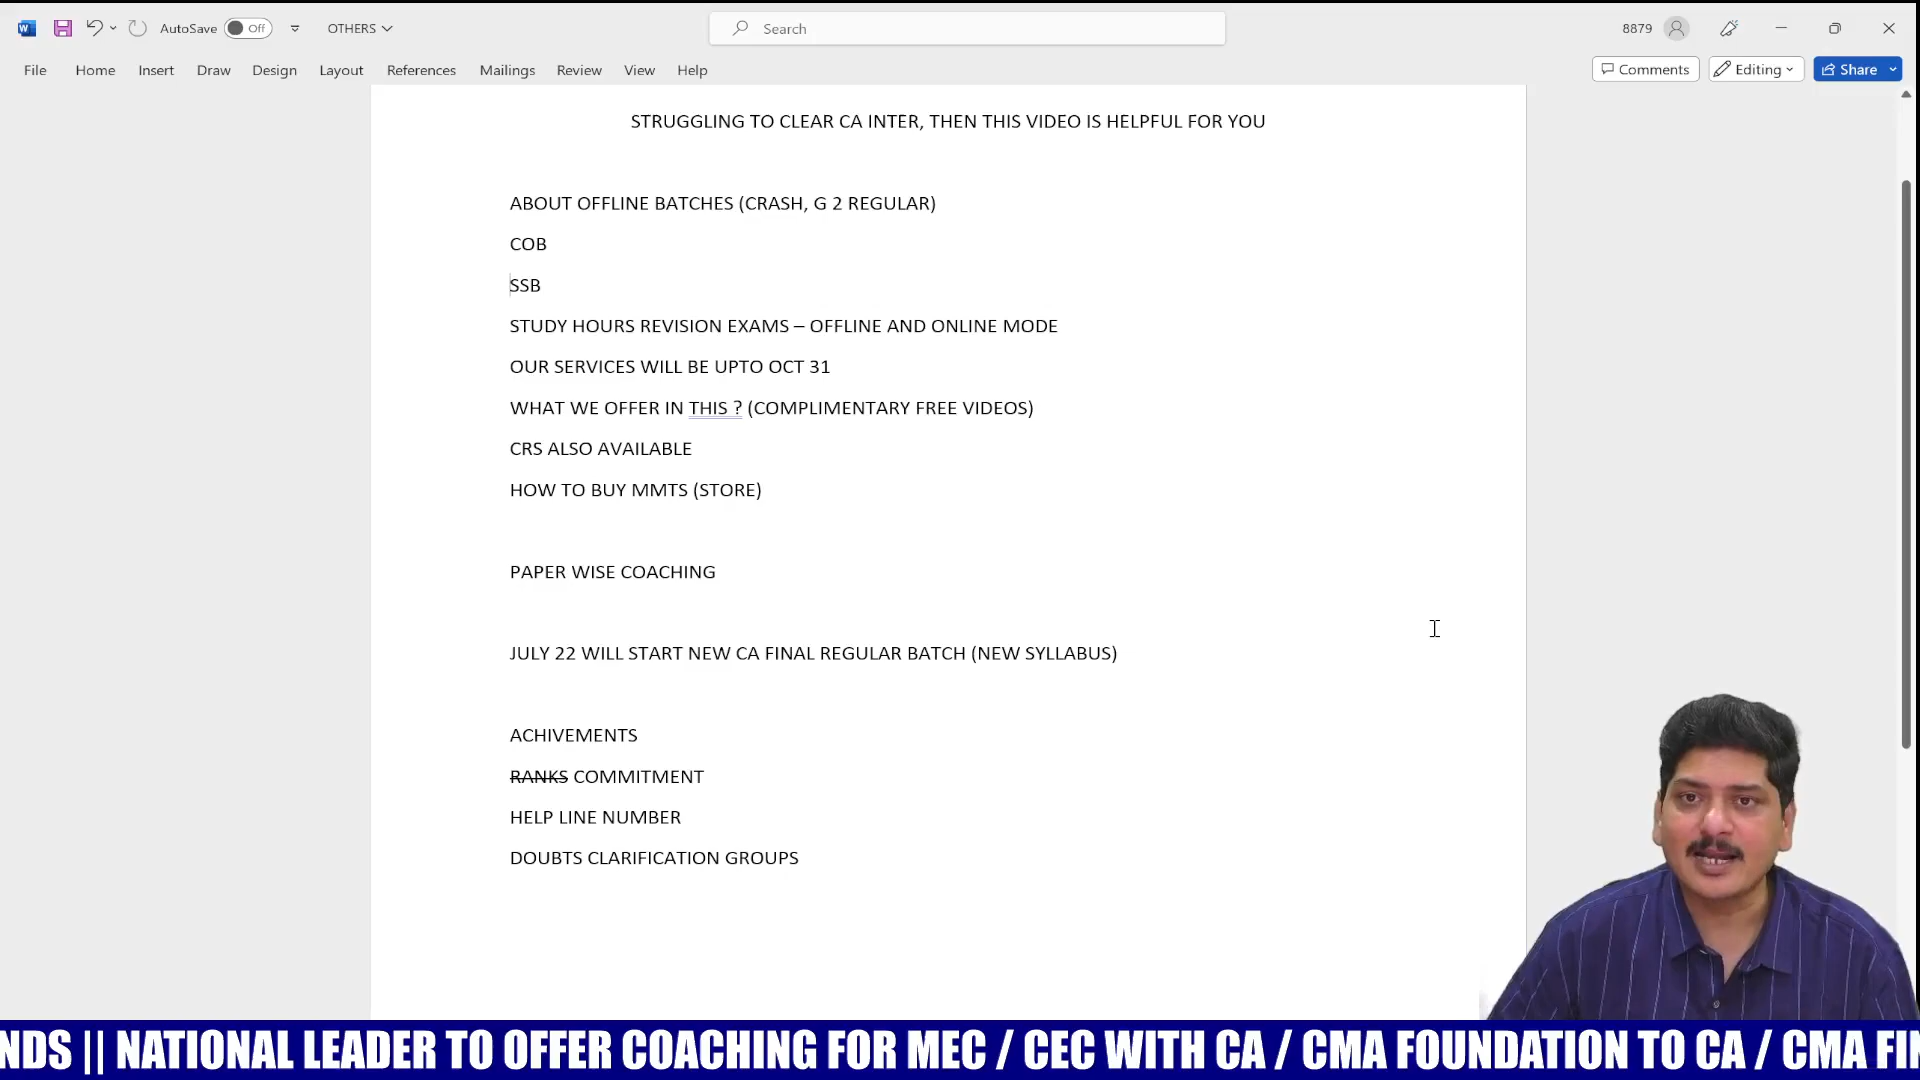 AutoSave Off OTHERS Search 8879
File Home Insert Draw Design Layout References Mailings Review View Help Comments Editing Share
STRUGGLING TO CLEAR CA INTER, THEN THIS VIDEO IS HELPFUL FOR YOU
ABOUT OFFLINE BATCHES (CRASH, G 2 REGULAR)
COB
SSB
STUDY HOURS REVISION EXAMS – OFFLINE AND ONLINE MODE
OUR SERVICES WILL BE UPTO OCT 31
WHAT WE OFFER IN THIS ? (COMPLIMENTARY FREE VIDEOS)
CRS ALSO AVAILABLE
HOW TO BUY MMTS (STORE)
PAPER WISE COACHING
JULY 22 WILL START NEW CA FINAL REGULAR BATCH (NEW SYLLABUS)
ACHIVEMENTS
RANKS COMMITMENT
HELP LINE NUMBER
DOUBTS CLARIFICATION GROUPS
NDS || NATIONAL LEADER TO OFFER COACHING FOR MEC / CEC WITH CA / CMA FOUNDATION TO CA / CMA FI